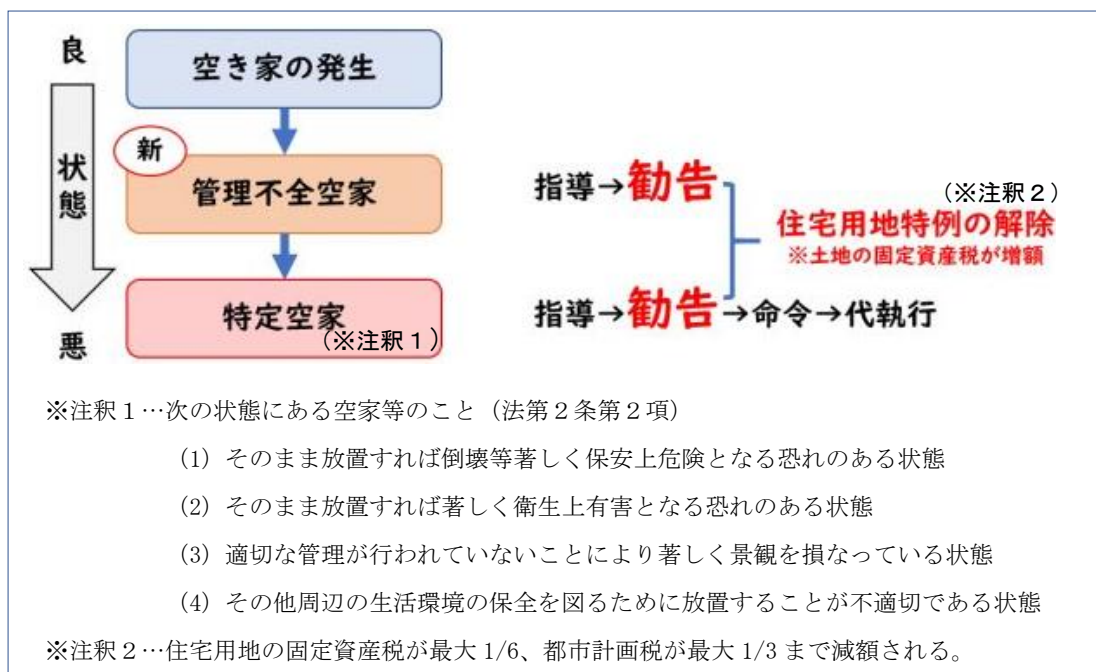 良
空き家の発生
新
状態
管理不全空家
指導→勧告
(※注釈２)
住宅用地特例の解除
※土地の固定資産税が増額
特定空家
(※注釈１)
指導→勧告→命令→代執行
悪
※注釈１…次の状態にある空家等のこと（法第２条第２項）
(1) そのまま放置すれば倒壊等著しく保安上危険となる恐れのある状態
(2) そのまま放置すれば著しく衛生上有害となる恐れのある状態
(3) 適切な管理が行われていないことにより著しく景観を損なっている状態
(4) その他周辺の生活環境の保全を図るために放置することが不適切である状態
※注釈２…住宅用地の固定資産税が最大 1/6、都市計画税が最大 1/3 まで減額される。